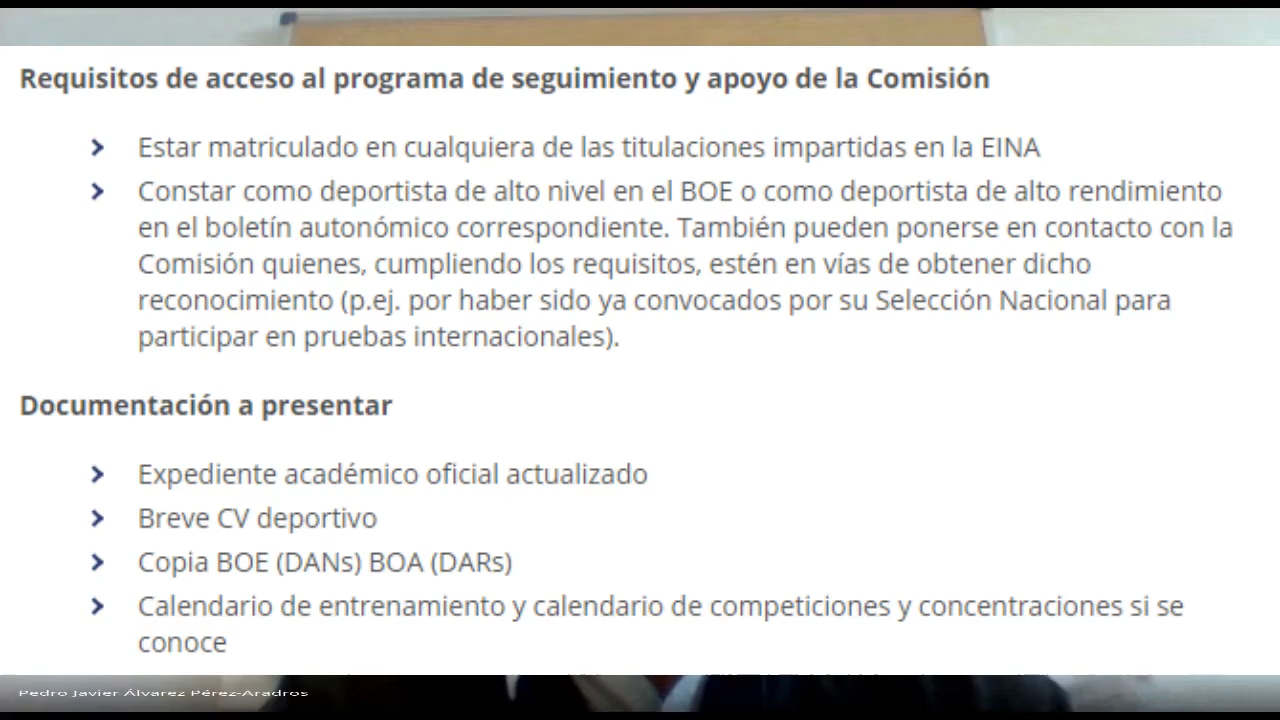 Requisitos de acceso al programa de seguimiento y apoyo de la Comisión
Estar matriculado en cualquiera de las titulaciones impartidas en la EINA
Constar como deportista de alto nivel en el BOE o como deportista de alto rendimiento
en el boletín autonómico correspondiente. También pueden ponerse en contacto con la
Comisión quienes, cumpliendo los requisitos, estén en vías de obtener dicho
reconocimiento (p.ej. por haber sido ya convocados por su Selección Nacional para
participar en pruebas internacionales).
Documentación a presentar
Expediente académico oficial actualizado
Breve CV deportivo
Copia BOE (DANs) BOA (DARs)
Calendario de entrenamiento y calendario de competiciones y concentraciones si se
conoce
Pedro Javier Álvarez Pérez-Aradros